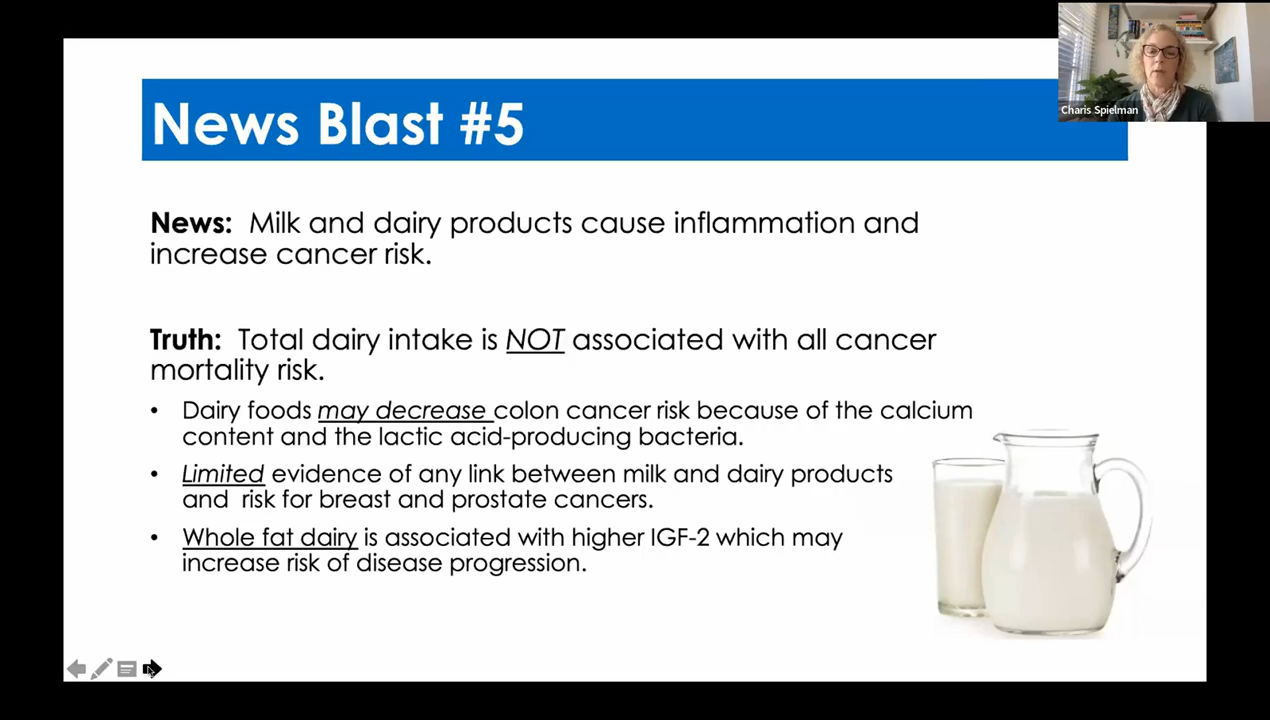 Charis Spielman
News Blast #5
News: Milk and dairy products cause inflammation and
increase cancer risk.
Truth: Total dairy intake is NOT associated with all cancer
mortality risk.
• Dairy foods may decrease colon cancer risk because of the calcium
content and the lactic acid-producing bacteria.
• Limited evidence of any link between milk and dairy products
and risk for breast and prostate cancers.
• Whole fat dairy is associated with higher IGF-2 which may
increase risk of disease progression.